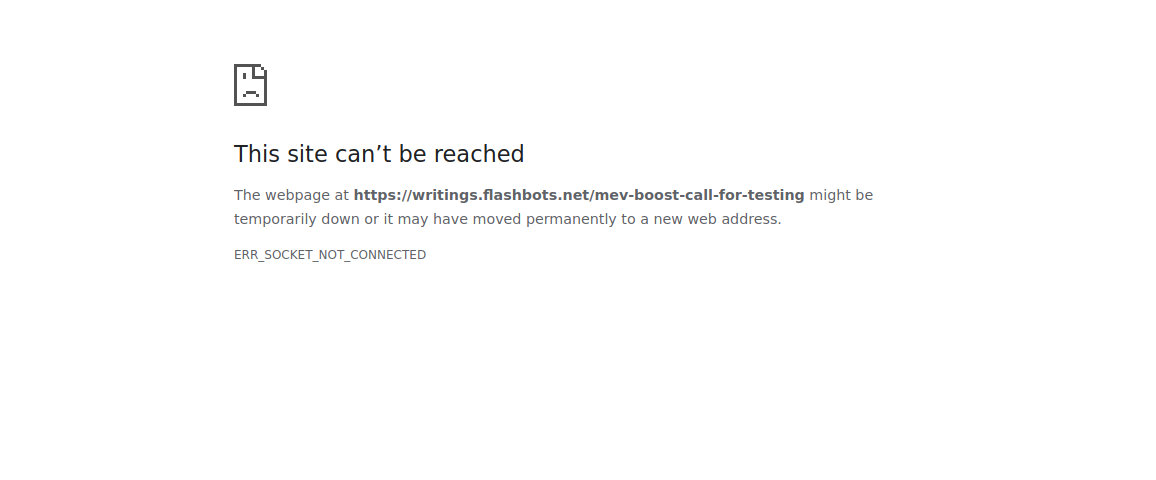 This site can’t be reached
The webpage at https://writings.flashbots.net/mev-boost-call-for-testing might be
temporarily down or it may have moved permanently to a new web address.
ERR_SOCKET_NOT_CONNECTED